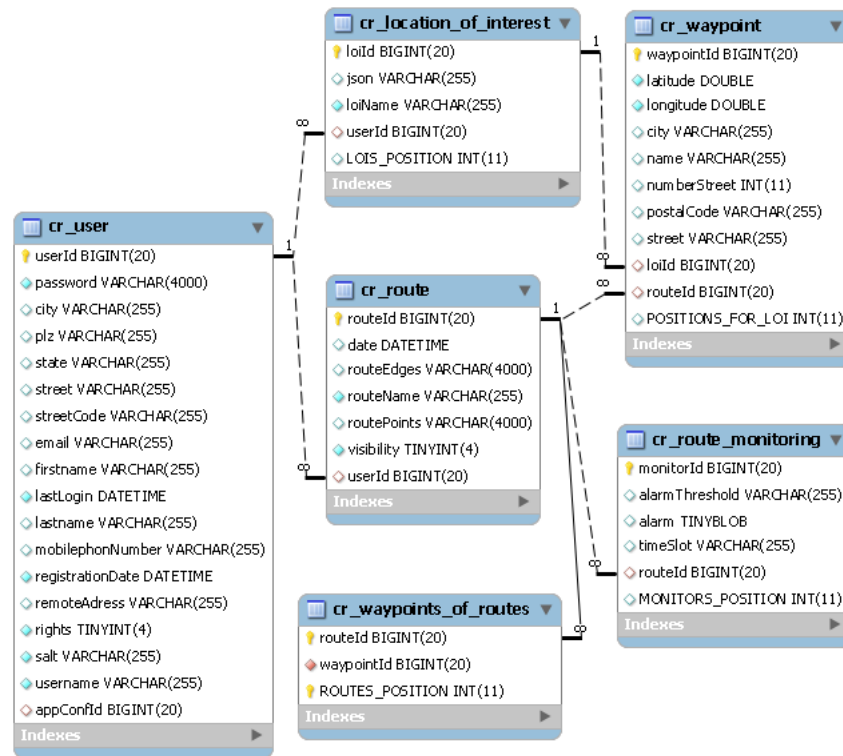 cr_location_of_interest
loiId BIGINT(20)
json VARCHAR(255)
loiName VARCHAR(255)
userId BIGINT(20)
LOIS_POSITION INT(11)
Indexes
cr_waypoint
waypointId BIGINT(20)
latitude DOUBLE
longitude DOUBLE
city VARCHAR(255)
name VARCHAR(255)
numberStreet INT(11)
postalCode VARCHAR(255)
street VARCHAR(255)
loiId BIGINT(20)
routeId BIGINT(20)
POSITIONS_FOR_LOI INT(11)
Indexes
cr_user
userId BIGINT(20)
password VARCHAR(4000)
city VARCHAR(255)
plz VARCHAR(255)
state VARCHAR(255)
street VARCHAR(255)
streetCode VARCHAR(255)
email VARCHAR(255)
firstname VARCHAR(255)
lastLogin DATETIME
lastname VARCHAR(255)
mobilephonNumber VARCHAR(255)
registrationDate DATETIME
remoteAdress VARCHAR(255)
rights TINYINT(4)
salt VARCHAR(255)
username VARCHAR(255)
appConfId BIGINT(20)
Indexes
cr_route
routeId BIGINT(20)
date DATETIME
routeEdges VARCHAR(4000)
routeName VARCHAR(255)
routePoints VARCHAR(4000)
visibility TINYINT(4)
userId BIGINT(20)
Indexes
cr_route_monitoring
monitorId BIGINT(20)
alarmThreshold VARCHAR(255)
alarm TINYBLOB
timeSlot VARCHAR(255)
routeId BIGINT(20)
MONITORS_POSITION INT(11)
Indexes
cr_waypoints_of_routes
routeId BIGINT(20)
waypointId BIGINT(20)
ROUTES_POSITION INT(11)
Indexes
1
∞
1
∞
∞
1
∞
∞
∞